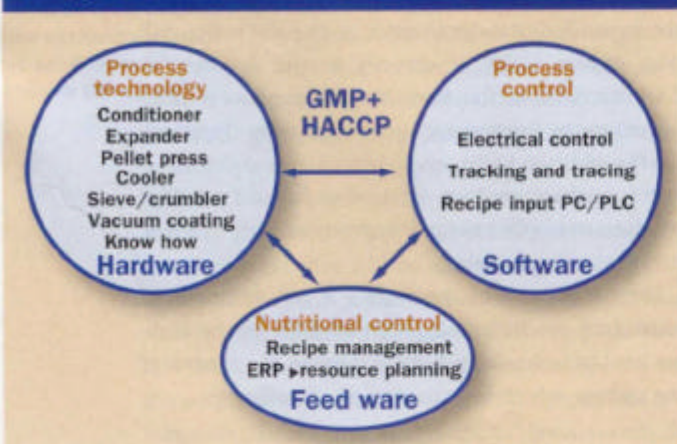 Process
technology
Conditioner
Expander
Pellet press
Cooler
Sieve/crumbler
Vacuum coating
Know how
Hardware
GMP+
HACCP
Process
control
Electrical control
Tracking and tracing
Recipe input PC/PLC
Software
Nutritional control
Recipe management
ERP ▸resource planning
Feed ware